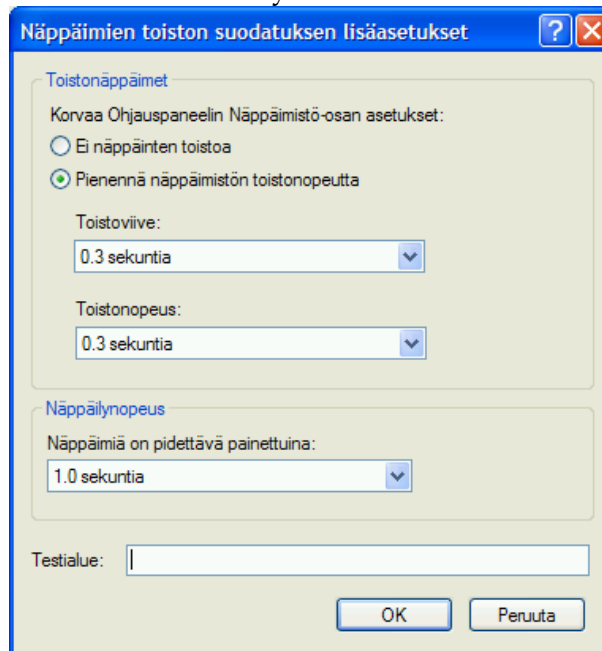 Näppäimien toiston suodatuksen lisäasetukset
Toistonäppäimet
Korvaa Ohjauspaneelin Näppäimistö-osan asetukset:
Ei näppäinten toistoa
Pienennä näppäimistön toistonopeutta
Toistoviive:
0.3 sekuntia
Toistonopeus:
0.3 sekuntia
Näppäilynopeus
Näppäimiä on pidettävä painettuina:
1.0 sekuntia
Testialue:
OK Peruuta